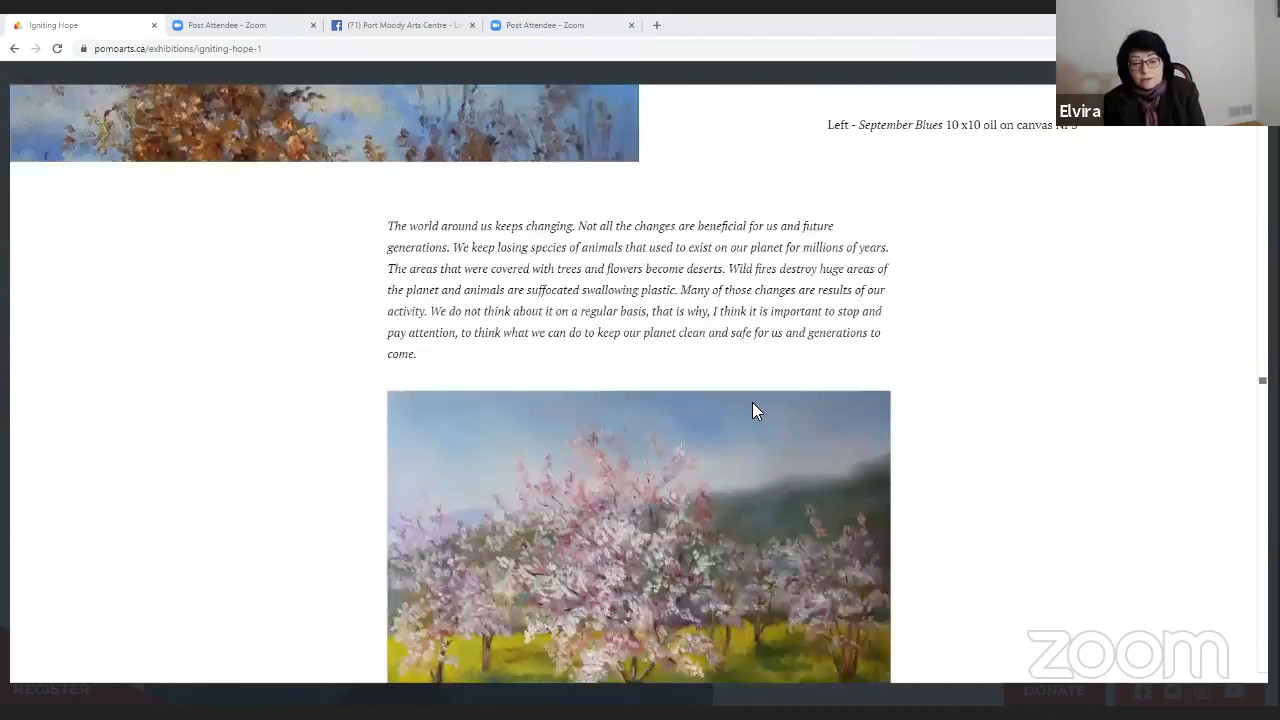 Igniting Hope
Post Attendee - Zoom
(71) Port Moody Arts Centre - Li
Post Attendee - Zoom
pomoarts.ca/exhibitions/igniting-hope-1
Elvira
Left - September Blues 10 x10 oil on canvas NFS
The world around us keeps changing. Not all the changes are beneficial for us and future
generations. We keep losing species of animals that used to exist on our planet for millions of years.
The areas that were covered with trees and flowers become deserts. Wild fires destroy huge areas of
the planet and animals are suffocated swallowing plastic. Many of those changes are results of our
activity. We do not think about it on a regular basis, that is why, I think it is important to stop and
pay attention, to think what we can do to keep our planet clean and safe for us and generations to
come.
zoom
REGISTER
DONATE